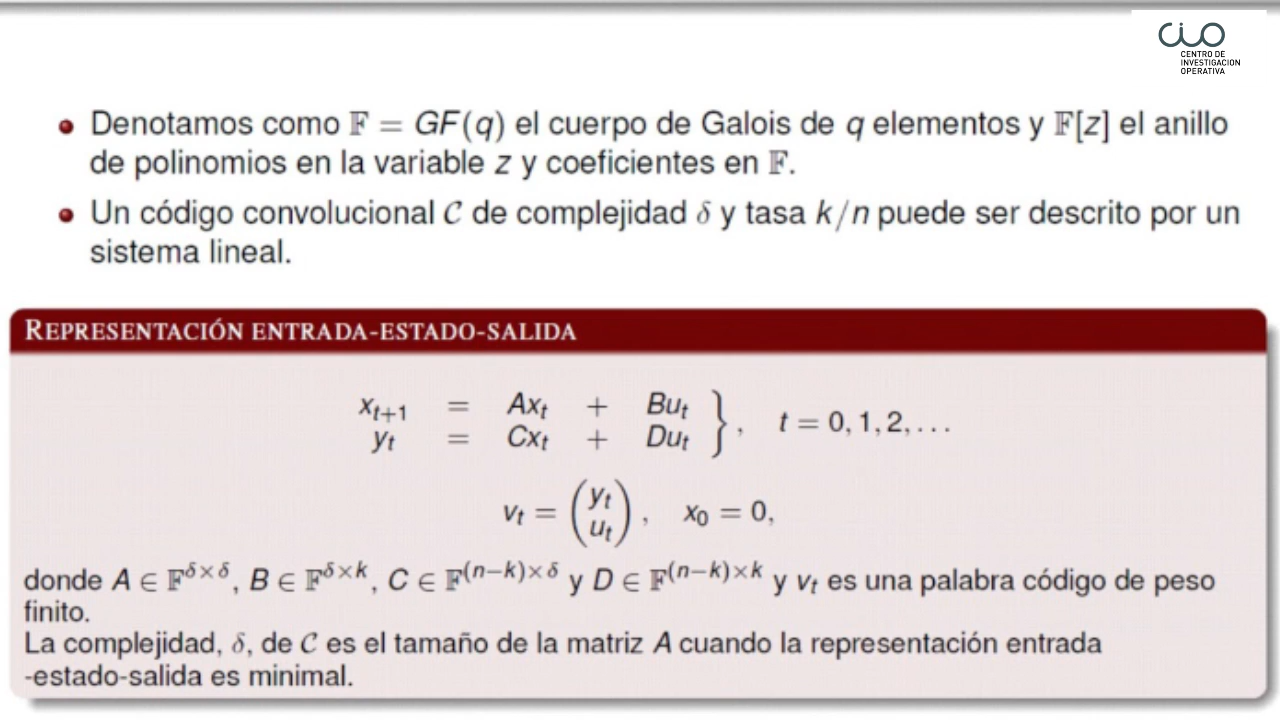 CIO
CENTRO DE
INVESTIGACION
OPERATIVA
Denotamos como 𝔽 = GF(q) el cuerpo de Galois de q elementos y 𝔽[z] el anillo
de polinomios en la variable z y coeficientes en 𝔽.
Un código convolucional 𝒞 de complejidad δ y tasa k/n puede ser descrito por un
sistema lineal.
REPRESENTACIÓN ENTRADA-ESTADO-SALIDA
x_{t+1} = Ax_t + Bu_t
y_t = Cx_t + Du_t }, t = 0, 1, 2, ...
v_t = (y_t u_t), x_0 = 0,
donde A ∈ 𝔽^{δ×δ}, B ∈ 𝔽^{δ×k}, C ∈ 𝔽^{(n−k)×δ} y D ∈ 𝔽^{(n−k)×k} y v_t es una palabra código de peso
finito.
La complejidad, δ, de 𝒞 es el tamaño de la matriz A cuando la representación entrada
-estado-salida es minimal.